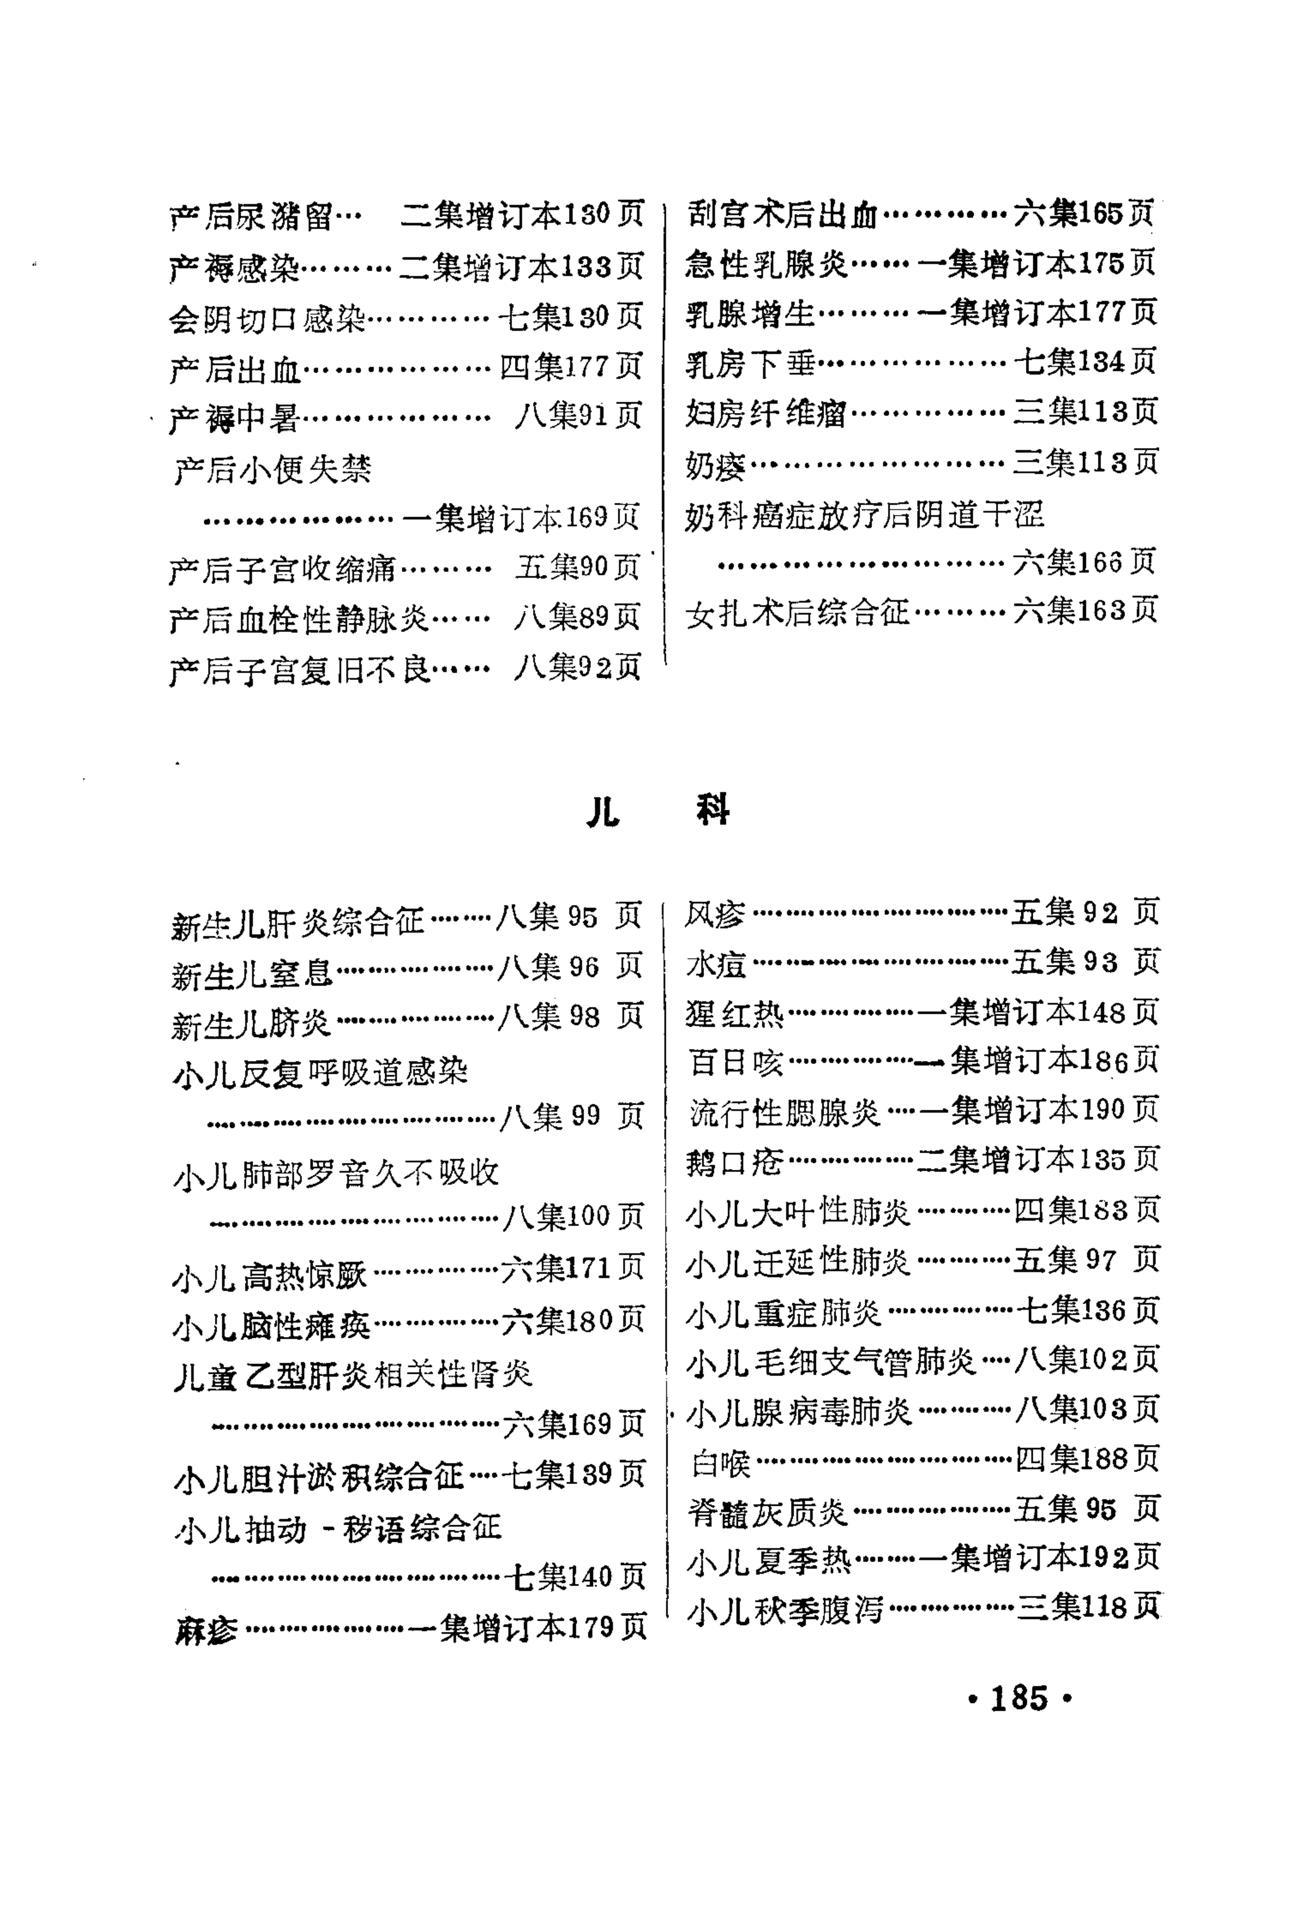 产后尿潴留… 二集增订本130页
产褥感染………二集增订本133页
会阴切口感染…………七集130页
产后出血………………四集177页
产褥中暑……………… 八集91页
产后小便失禁
………………一集增订本169页
产后子宫收缩痛……… 五集90页
产后血栓性静脉炎…… 八集89页
产后子宫复旧不良…… 八集92页
刮宫术后出血…………六集165页
急性乳腺炎……一集增订本175页
乳腺增生………一集增订本177页
乳房下垂………………七集134页
妇房纤维瘤……………三集113页
奶痿……………………三集113页
奶科癌症放疗后阴道干涩
………………………六集166页
女扎术后综合征………六集163页
儿 科
新生儿肝炎综合征……八集95 页
新生儿窒息……………八集96 页
新生儿脐炎……………八集98 页
小儿反复呼吸道感染
………………………八集99 页
小儿肺部罗音久不吸收
………………………八集100页
小儿高热惊厥…………六集171页
小儿脑性瘫痪…………六集180页
儿童乙型肝炎相关性肾炎
………………………六集169页
小儿胆汁淤积综合征…七集139页
小儿抽动－秽语综合征
………………………七集140页
麻疹……………一集增订本179页
风疹……………………五集92 页
水痘……………………五集93 页
猩红热…………一集增订本148页
百日咳…………一集增订本186页
流行性腮腺炎…一集增订本190页
鹅口疮…………二集增订本135页
小儿大叶性肺炎………四集183页
小儿迁延性肺炎………五集97 页
小儿重症肺炎…………七集136页
小儿毛细支气管肺炎…八集102页
小儿腺病毒肺炎………八集103页
白喉……………………四集188页
脊髓灰质炎……………五集95 页
小儿夏季热……一集增订本192页
小儿秋季腹泻…………三集118页
·185·